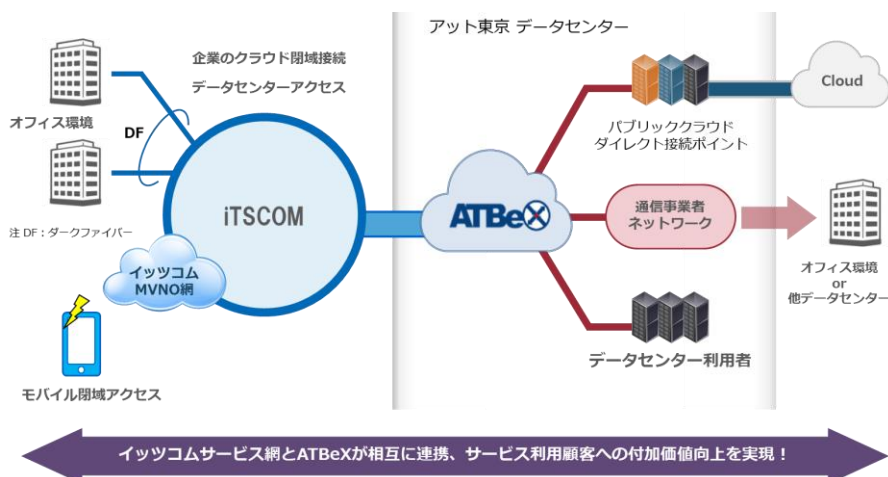 アット東京 データセンター
企業のクラウド閉域接続
データセンターアクセス
オフィス環境
DF
注 DF：ダークファイバー
iTSCOM
イッツコム
MVNO網
モバイル閉域アクセス
ATBeX
パブリッククラウド
ダイレクト接続ポイント
Cloud
通信事業者
ネットワーク
オフィス環境
or
他データセンター
データセンター利用者
イッツコムサービス網とATBeXが相互に連携、サービス利用顧客への付加価値向上を実現！